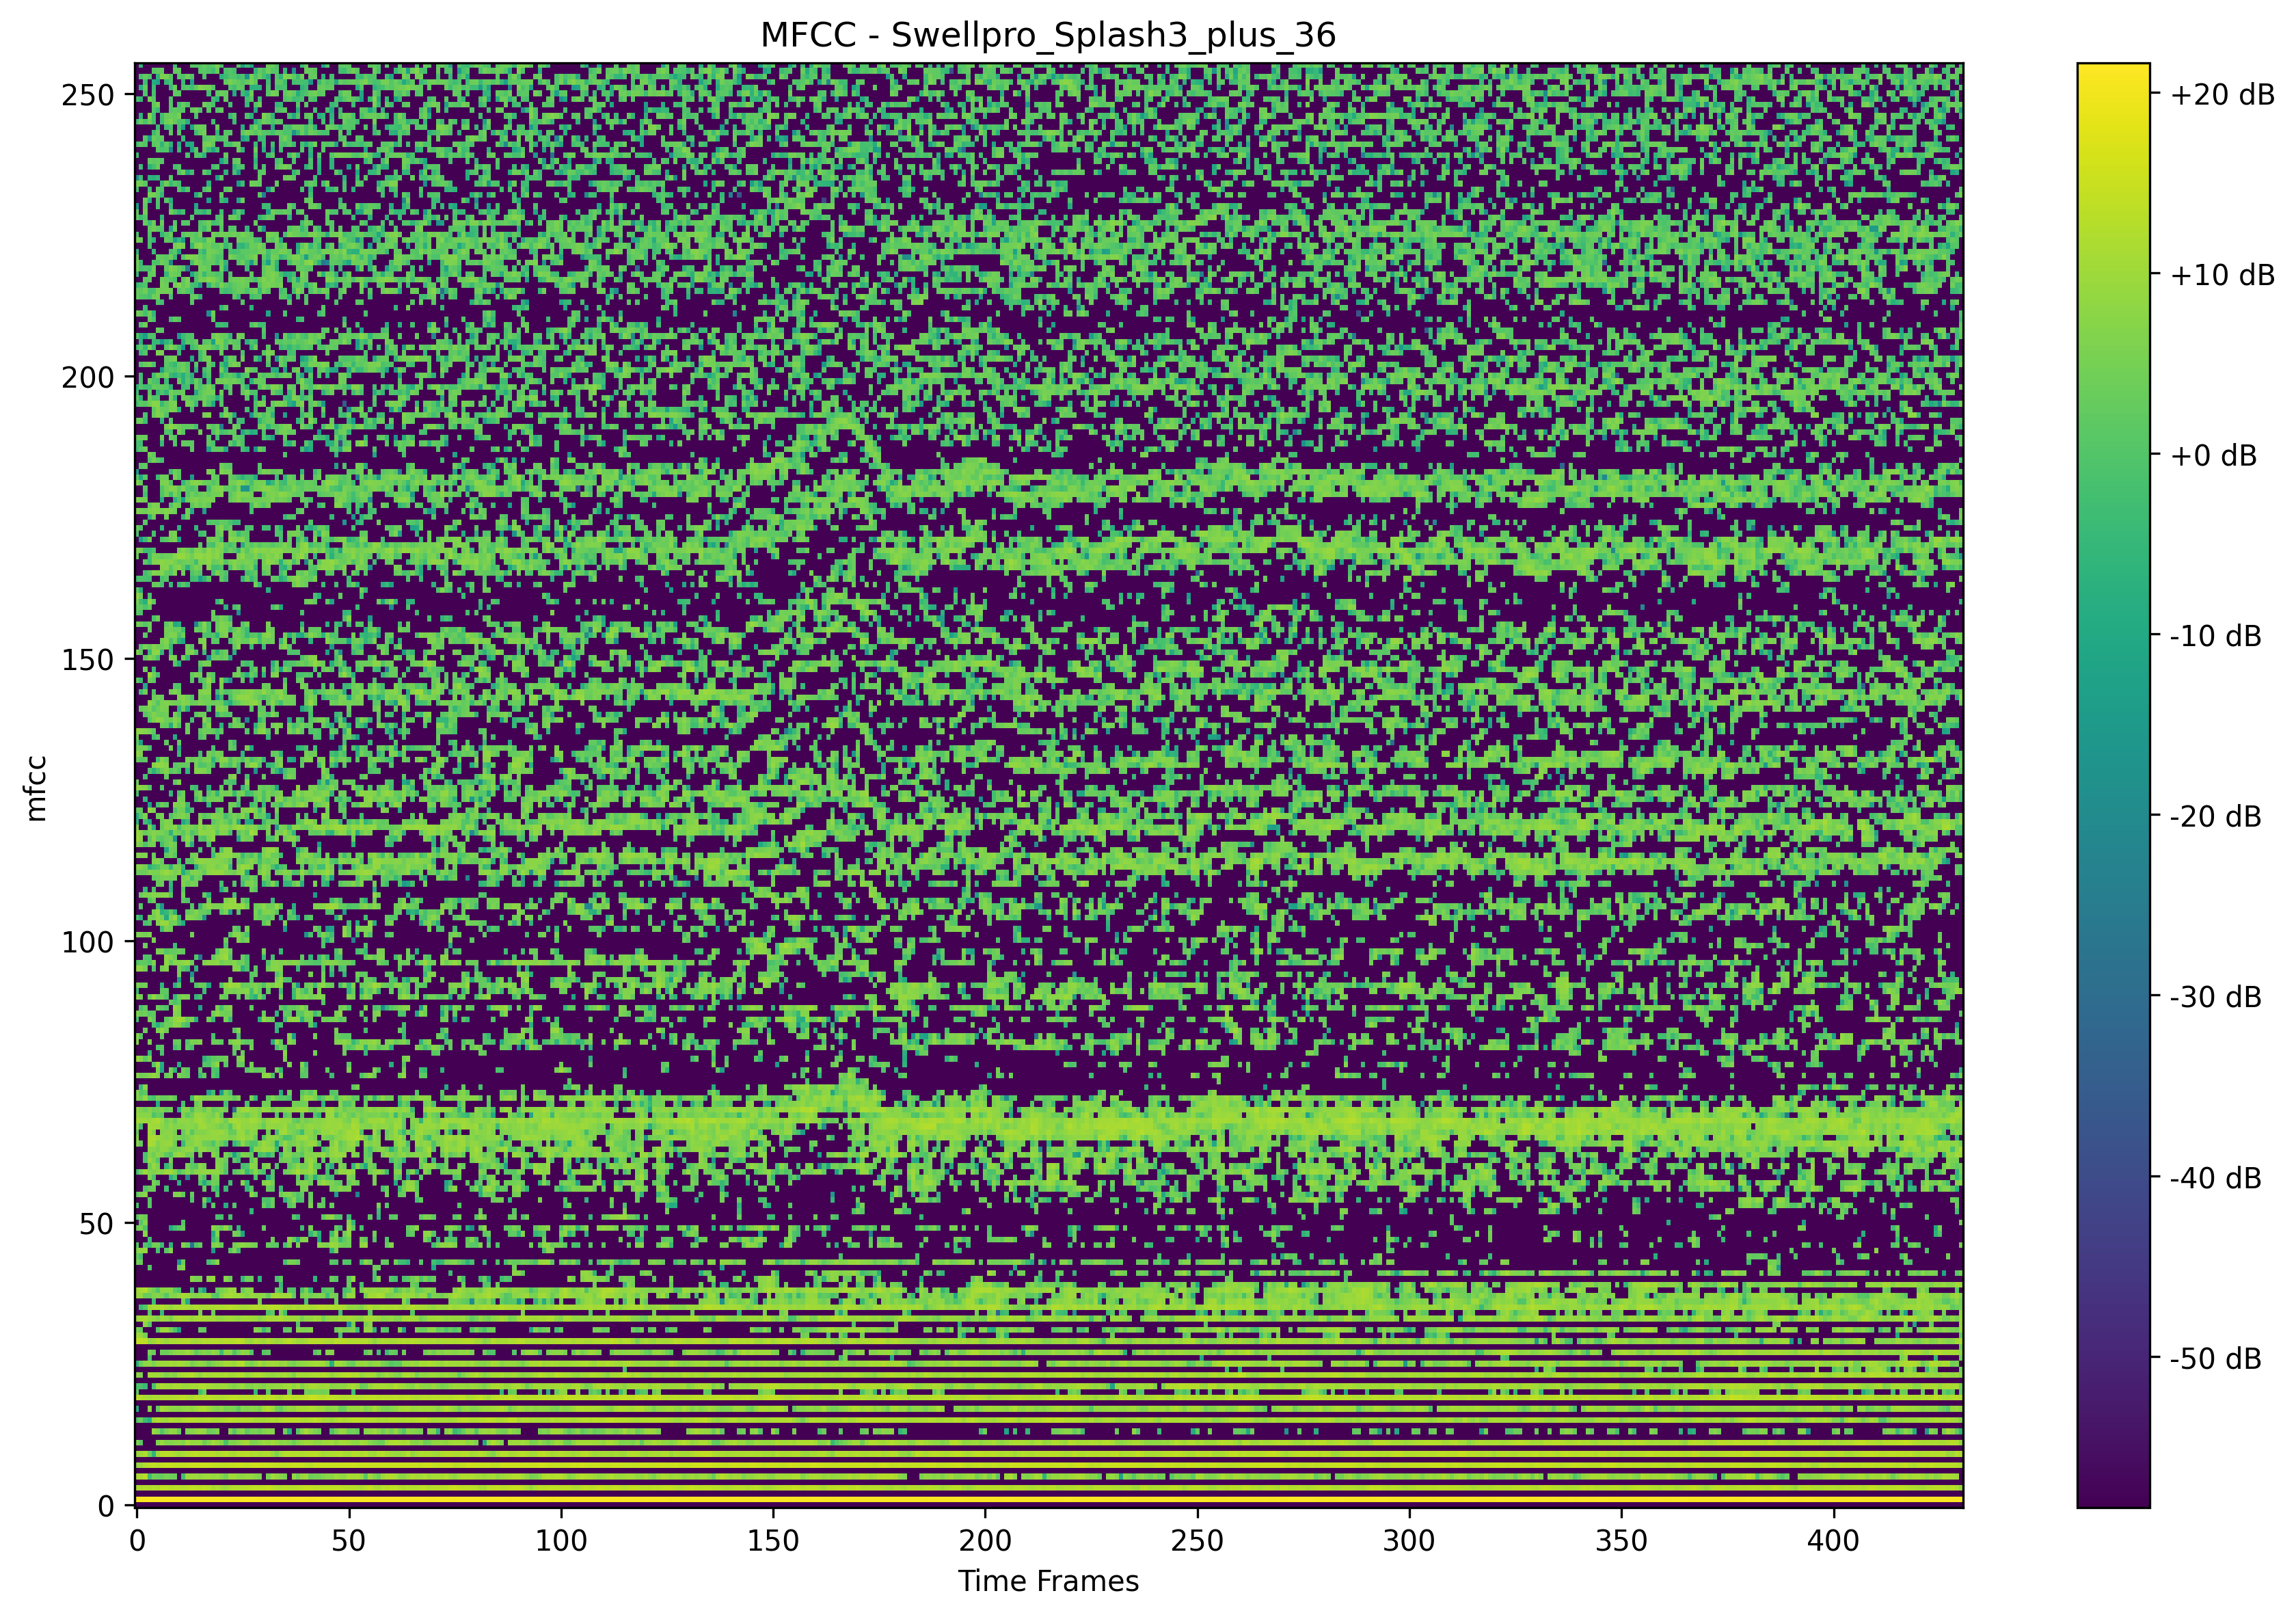 MFCC - Swellpro_Splash3_plus_36
250
200
150
100
50
0
mfcc
0
50
100
150
200
250
300
350
400
Time Frames
+20 dB
+10 dB
+0 dB
-10 dB
-20 dB
-30 dB
-40 dB
-50 dB